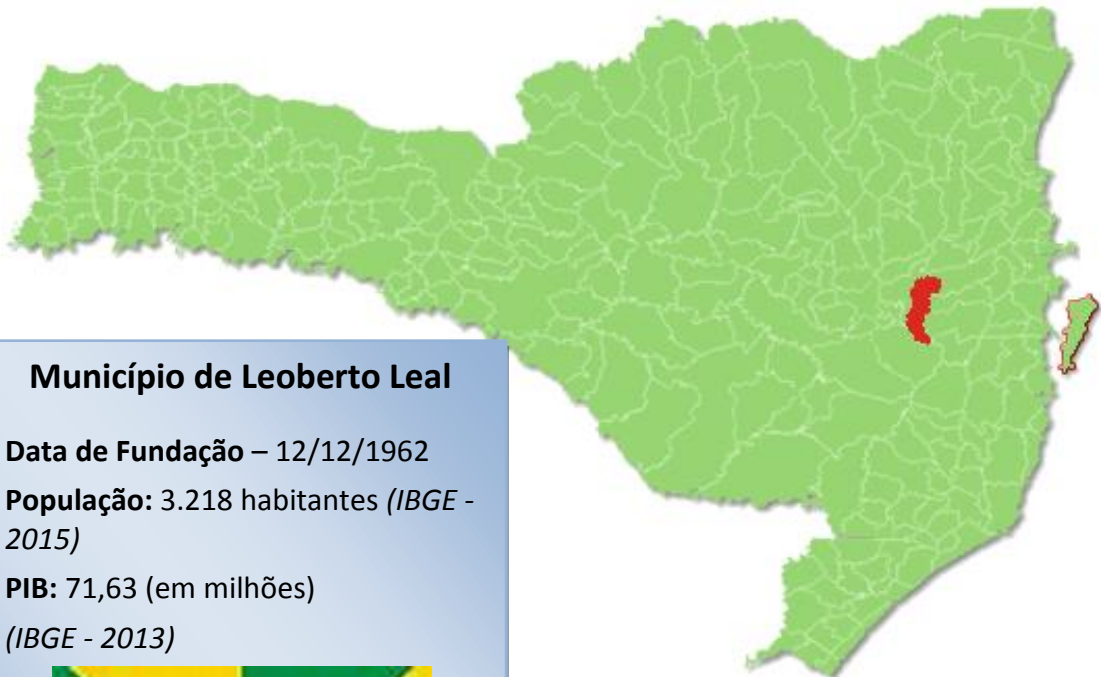 Município de Leoberto Leal
Data de Fundação – 12/12/1962
População: 3.218 habitantes (IBGE -
2015)
PIB: 71,63 (em milhões)
(IBGE - 2013)